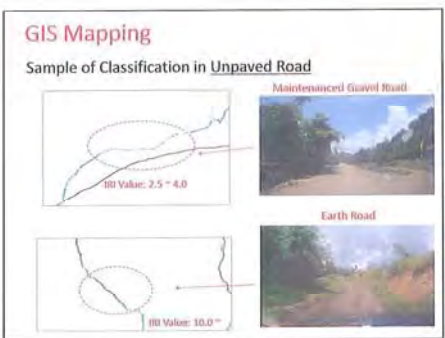 GIS Mapping
Sample of Classification in Unpaved Road
Maintenanced Gravel Road
IRI Value: 2.5 ~ 4.0
Earth Road
IRI Value: 10.0 ~